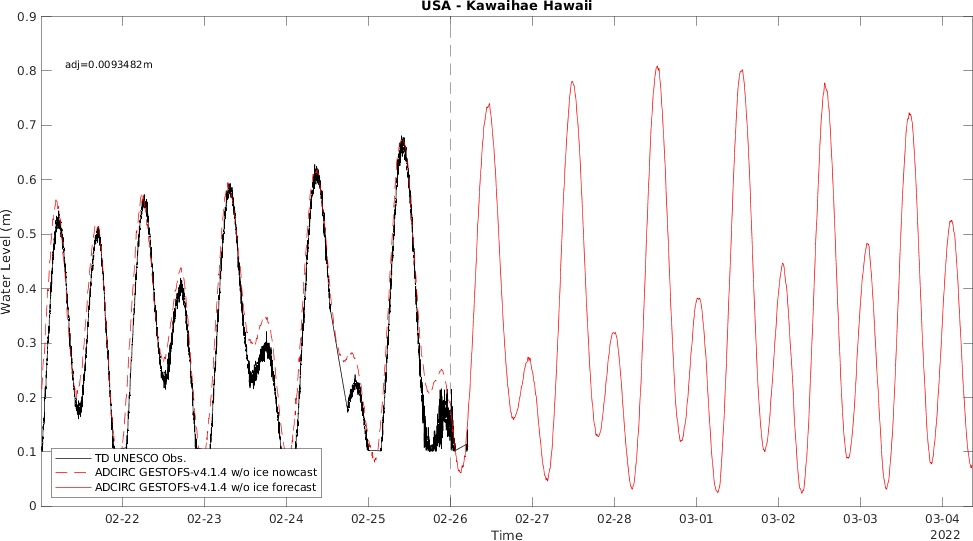 USA - Kawaihae Hawaii
0.9
0.8
0.7
0.6
0.5
0.4
0.3
0.2
0.1
0
adj=0.0093482m
Water Level (m)
TD UNESCO Obs.
ADCIRC GESTOFS-v4.1.4 w/o ice nowcast
ADCIRC GESTOFS-v4.1.4 w/o ice forecast
02-22 02-23 02-24 02-25 02-26 02-27 02-28 03-01 03-02 03-03 03-04
Time
2022